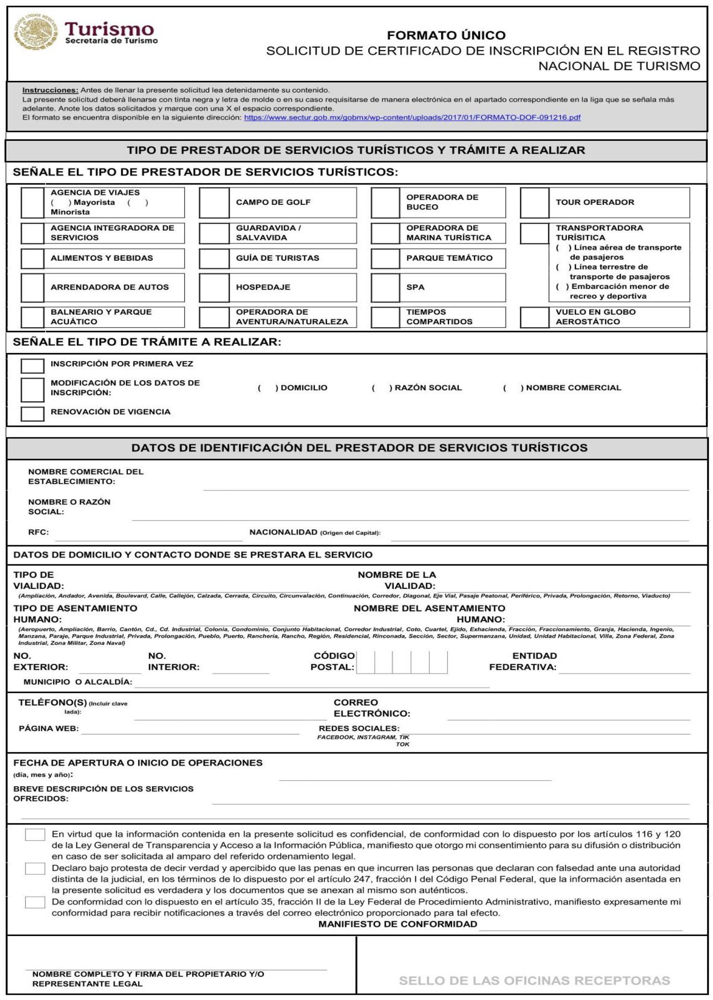 ESTADOS UNIDOS MEXICANOS
Turismo
Secretaría de Turismo
FORMATO ÚNICO
SOLICITUD DE CERTIFICADO DE INSCRIPCIÓN EN EL REGISTRO
NACIONAL DE TURISMO
Instrucciones: Antes de llenar la presente solicitud lea detenidamente su contenido.
La presente solicitud deberá llenarse con tinta negra y letra de molde o en su caso requisitarse de manera electrónica en el apartado correspondiente en la liga que se señala más
adelante. Anote los datos solicitados y marque con una X el espacio correspondiente.
El formato se encuentra disponible en la siguiente dirección: https://www.sectur.gob.mx/gobmx/wp-content/uploads/2017/01/FORMATO-DOF-091216.pdf
TIPO DE PRESTADOR DE SERVICIOS TURÍSTICOS Y TRÁMITE A REALIZAR
SEÑALE EL TIPO DE PRESTADOR DE SERVICIOS TURÍSTICOS:
AGENCIA DE VIAJES
( ) Mayorista ( )
Minorista
CAMPO DE GOLF
OPERADORA DE
BUCEO
TOUR OPERADOR
AGENCIA INTEGRADORA DE
SERVICIOS
GUARDAVIDA /
SALVAVIDA
OPERADORA DE
MARINA TURÍSTICA
TRANSPORTADORA
TURÍSITICA
( ) Línea aérea de transporte
de pasajeros
( ) Línea terrestre de
transporte de pasajeros
( ) Embarcación menor de
recreo y deportiva
ALIMENTOS Y BEBIDAS
GUÍA DE TURISTAS
PARQUE TEMÁTICO
ARRENDADORA DE AUTOS
HOSPEDAJE
SPA
BALNEARIO Y PARQUE
ACUÁTICO
OPERADORA DE
AVENTURA/NATURALEZA
TIEMPOS
COMPARTIDOS
VUELO EN GLOBO
AEROSTÁTICO
SEÑALE EL TIPO DE TRÁMITE A REALIZAR:
INSCRIPCIÓN POR PRIMERA VEZ
MODIFICACIÓN DE LOS DATOS DE
INSCRIPCIÓN:
( ) DOMICILIO ( ) RAZÓN SOCIAL ( ) NOMBRE COMERCIAL
RENOVACIÓN DE VIGENCIA
DATOS DE IDENTIFICACIÓN DEL PRESTADOR DE SERVICIOS TURÍSTICOS
NOMBRE COMERCIAL DEL
ESTABLECIMIENTO:
NOMBRE O RAZÓN
SOCIAL:
RFC: NACIONALIDAD (Origen del Capital):
DATOS DE DOMICILIO Y CONTACTO DONDE SE PRESTARA EL SERVICIO
TIPO DE
VIALIDAD:
NOMBRE DE LA
VIALIDAD:
(Ampliación, Andador, Avenida, Boulevard, Calle, Callejón, Calzada, Cerrada, Circuito, Circunvalación, Continuación, Corredor, Diagonal, Eje Vial, Pasaje Peatonal, Periférico, Privada, Prolongación, Retorno, Viaducto)
TIPO DE ASENTAMIENTO
HUMANO:
NOMBRE DEL ASENTAMIENTO
HUMANO:
(Aeropuerto, Ampliación, Barrio, Cantón, Cd., Cd. Industrial, Colonia, Condominio, Conjunto Habitacional, Corredor Industrial, Coto, Cuartel, Ejido, Exhacienda, Fracción, Fraccionamiento, Granja, Hacienda, Ingenio,
Manzana, Paraje, Parque Industrial, Privada, Prolongación, Pueblo, Puerto, Ranchería, Rancho, Región, Residencial, Rinconada, Sección, Sector, Supermanzana, Unidad, Unidad Habitacional, Villa, Zona Federal, Zona
Industrial, Zona Militar, Zona Naval)
NO.
EXTERIOR:
NO.
INTERIOR:
CÓDIGO
POSTAL:
ENTIDAD
FEDERATIVA:
MUNICIPIO O ALCALDÍA:
TELÉFONO(S) (Incluir clave
lada):
CORREO
ELECTRÓNICO:
PÁGINA WEB:
REDES SOCIALES:
FACEBOOK, INSTAGRAM, TIK
TOK
FECHA DE APERTURA O INICIO DE OPERACIONES
(día, mes y año):
BREVE DESCRIPCIÓN DE LOS SERVICIOS
OFRECIDOS:
En virtud que la información contenida en la presente solicitud es confidencial, de conformidad con lo dispuesto por los artículos 116 y 120
de la Ley General de Transparencia y Acceso a la Información Pública, manifiesto que otorgo mi consentimiento para su difusión o distribución
en caso de ser solicitada al amparo del referido ordenamiento legal.
Declaro bajo protesta de decir verdad y apercibido que las penas en que incurren las personas que declaran con falsedad ante una autoridad
distinta de la judicial, en los términos de lo dispuesto por el artículo 247, fracción I del Código Penal Federal, que la información asentada en
la presente solicitud es verdadera y los documentos que se anexan al mismo son auténticos.
De conformidad con lo dispuesto en el artículo 35, fracción II de la Ley Federal de Procedimiento Administrativo, manifiesto expresamente mi
conformidad para recibir notificaciones a través del correo electrónico proporcionado para tal efecto.
MANIFIESTO DE CONFORMIDAD
NOMBRE COMPLETO Y FIRMA DEL PROPIETARIO Y/O
REPRESENTANTE LEGAL
SELLO DE LAS OFICINAS RECEPTORAS